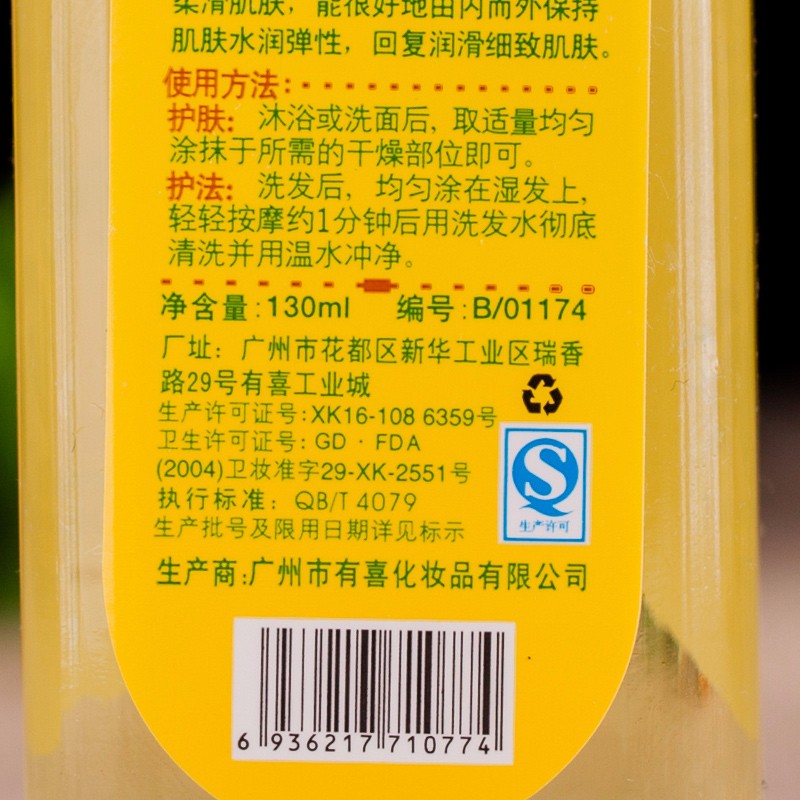 柔滑肌肤，能很好地由内而外保持
肌肤水润弹性，回复润滑细致肌肤。
使用方法：
护肤：沐浴或洗面后，取适量均匀
涂抹于所需的干燥部位即可。
护法：洗发后，均匀涂在湿发上，
轻轻按摩约1分钟后用洗发水彻底
清洗并用温水冲净。
净含量：130ml 编号：B/01174
厂址：广州市花都区新华工业区瑞香
路29号有喜工业城
生产许可证号：XK16-108 6359号
卫生许可证号：GD·FDA
(2004)卫妆准字29-XK-2551号
执行标准：QB/T 4079
生产许可
生产批号及限用日期详见标示
生产商：广州市有喜化妆品有限公司
6 936217 710774